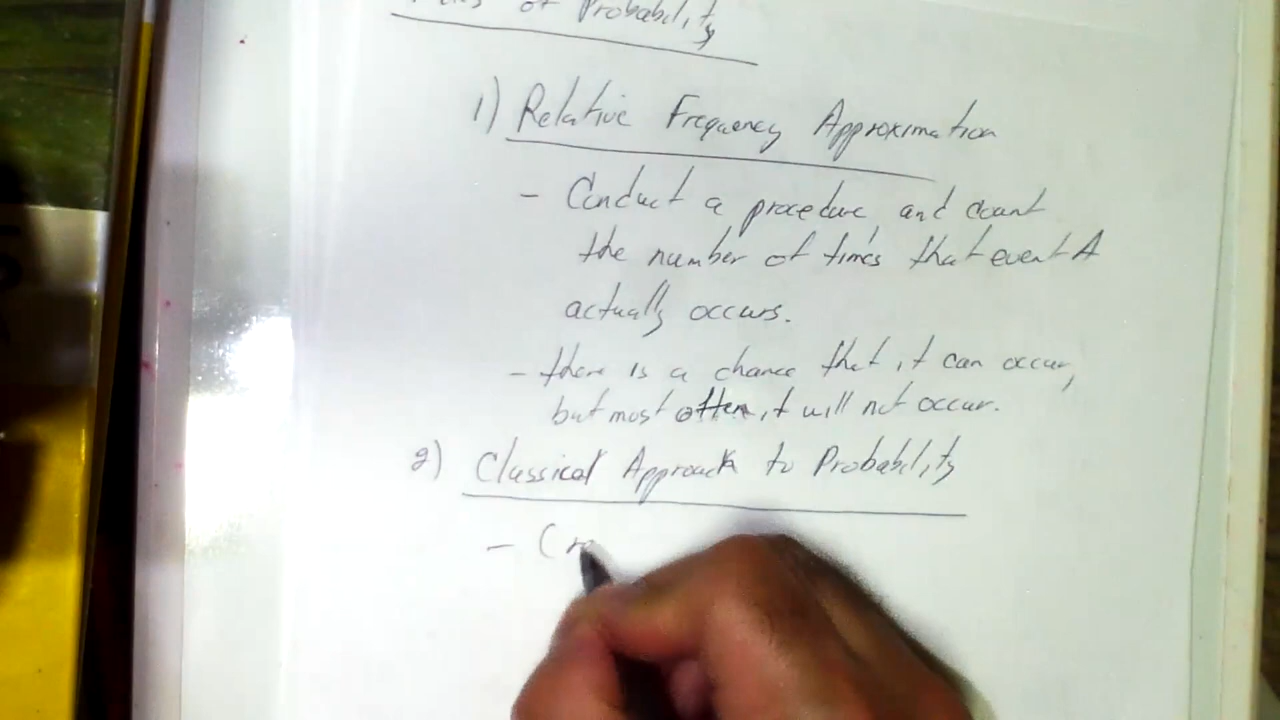 of Probability
1) Relative Frequency Approximation
- Conduct a procedure, and count
the number of times that event A
actually occurs.
- there is a chance that it can occur,
but most often it will not occur.
2) Classical Approach to Probability
- Cre